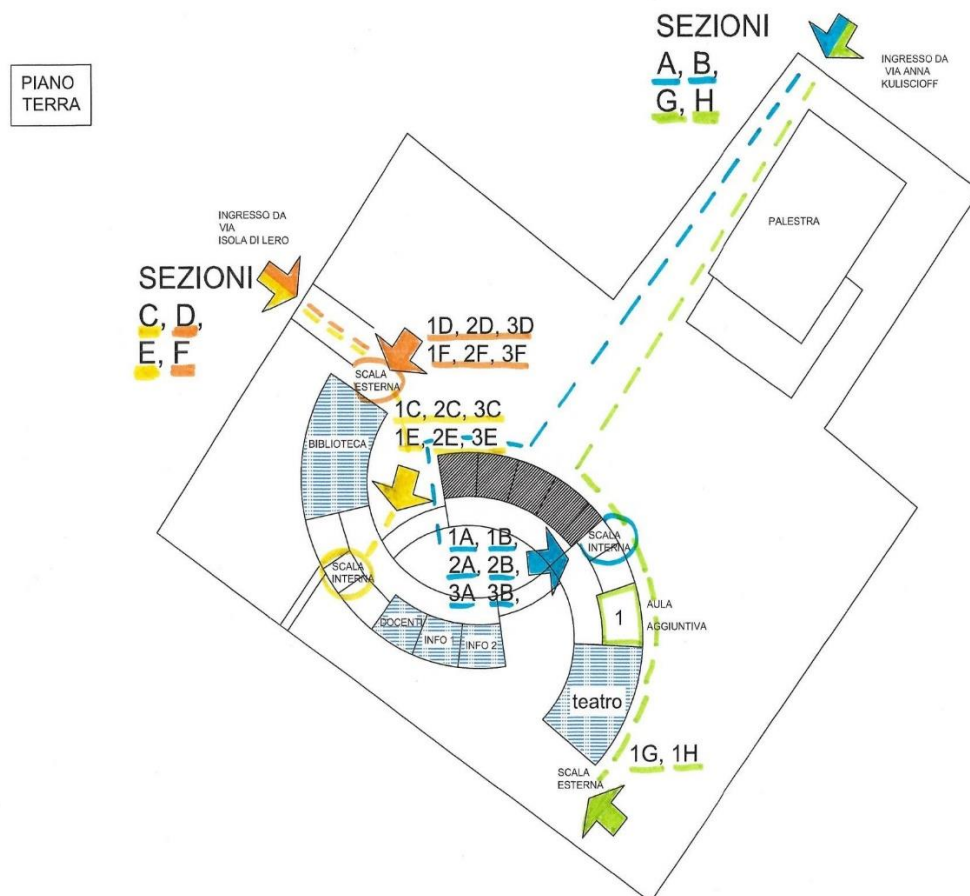 PIANO
TERRA
SEZIONI
A, B,
G, H
INGRESSO DA
VIA ANNA
KULISCIOFF
PALESTRA
INGRESSO DA
VIA
ISOLA DI LERO
SEZIONI
C, D,
E, F
1D, 2D, 3D
1F, 2F, 3F
SCALA
ESTERNA
1C, 2C, 3C
1E, 2E, 3E
BIBLIOTECA
1A, 1B,
2A, 2B,
3A 3B,
SCALA
INTERNA
SCALA
INTERNA
1
AULA
AGGIUNTIVA
DOCENTI
INFO 1
INFO 2
teatro
1G, 1H
SCALA
ESTERNA